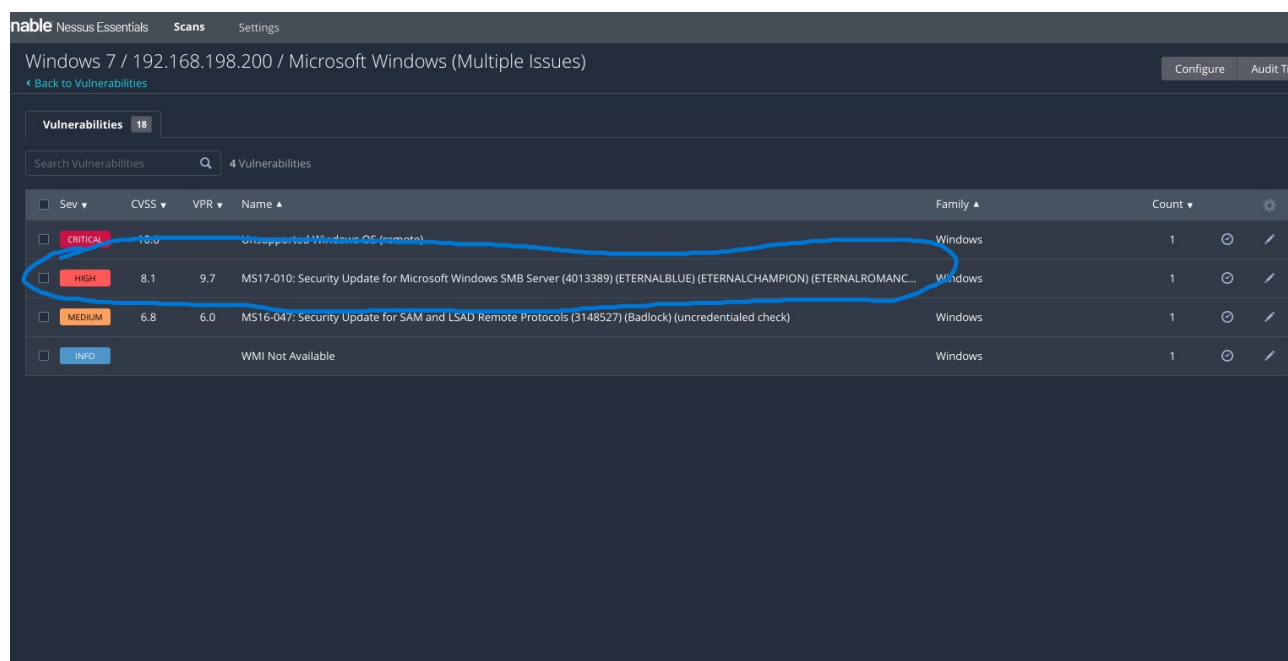 nable Nessus Essentials Scans Settings
Windows 7 / 192.168.198.200 / Microsoft Windows (Multiple Issues)
Configure Audit Tr
< Back to Vulnerabilities
Vulnerabilities 18
Search Vulnerabilities 4 Vulnerabilities
Sev CVSS VPR Name Family Count
CRITICAL 10.0 Unsupported Windows OS (remote) Windows 1
HIGH 8.1 9.7 MS17-010: Security Update for Microsoft Windows SMB Server (4013389) (ETERNALBLUE) (ETERNALCHAMPION) (ETERNALROMANC... Windows 1
MEDIUM 6.8 6.0 MS16-047: Security Update for SAM and LSAD Remote Protocols (3148527) (Badlock) (uncredentialed check) Windows 1
INFO WMI Not Available Windows 1